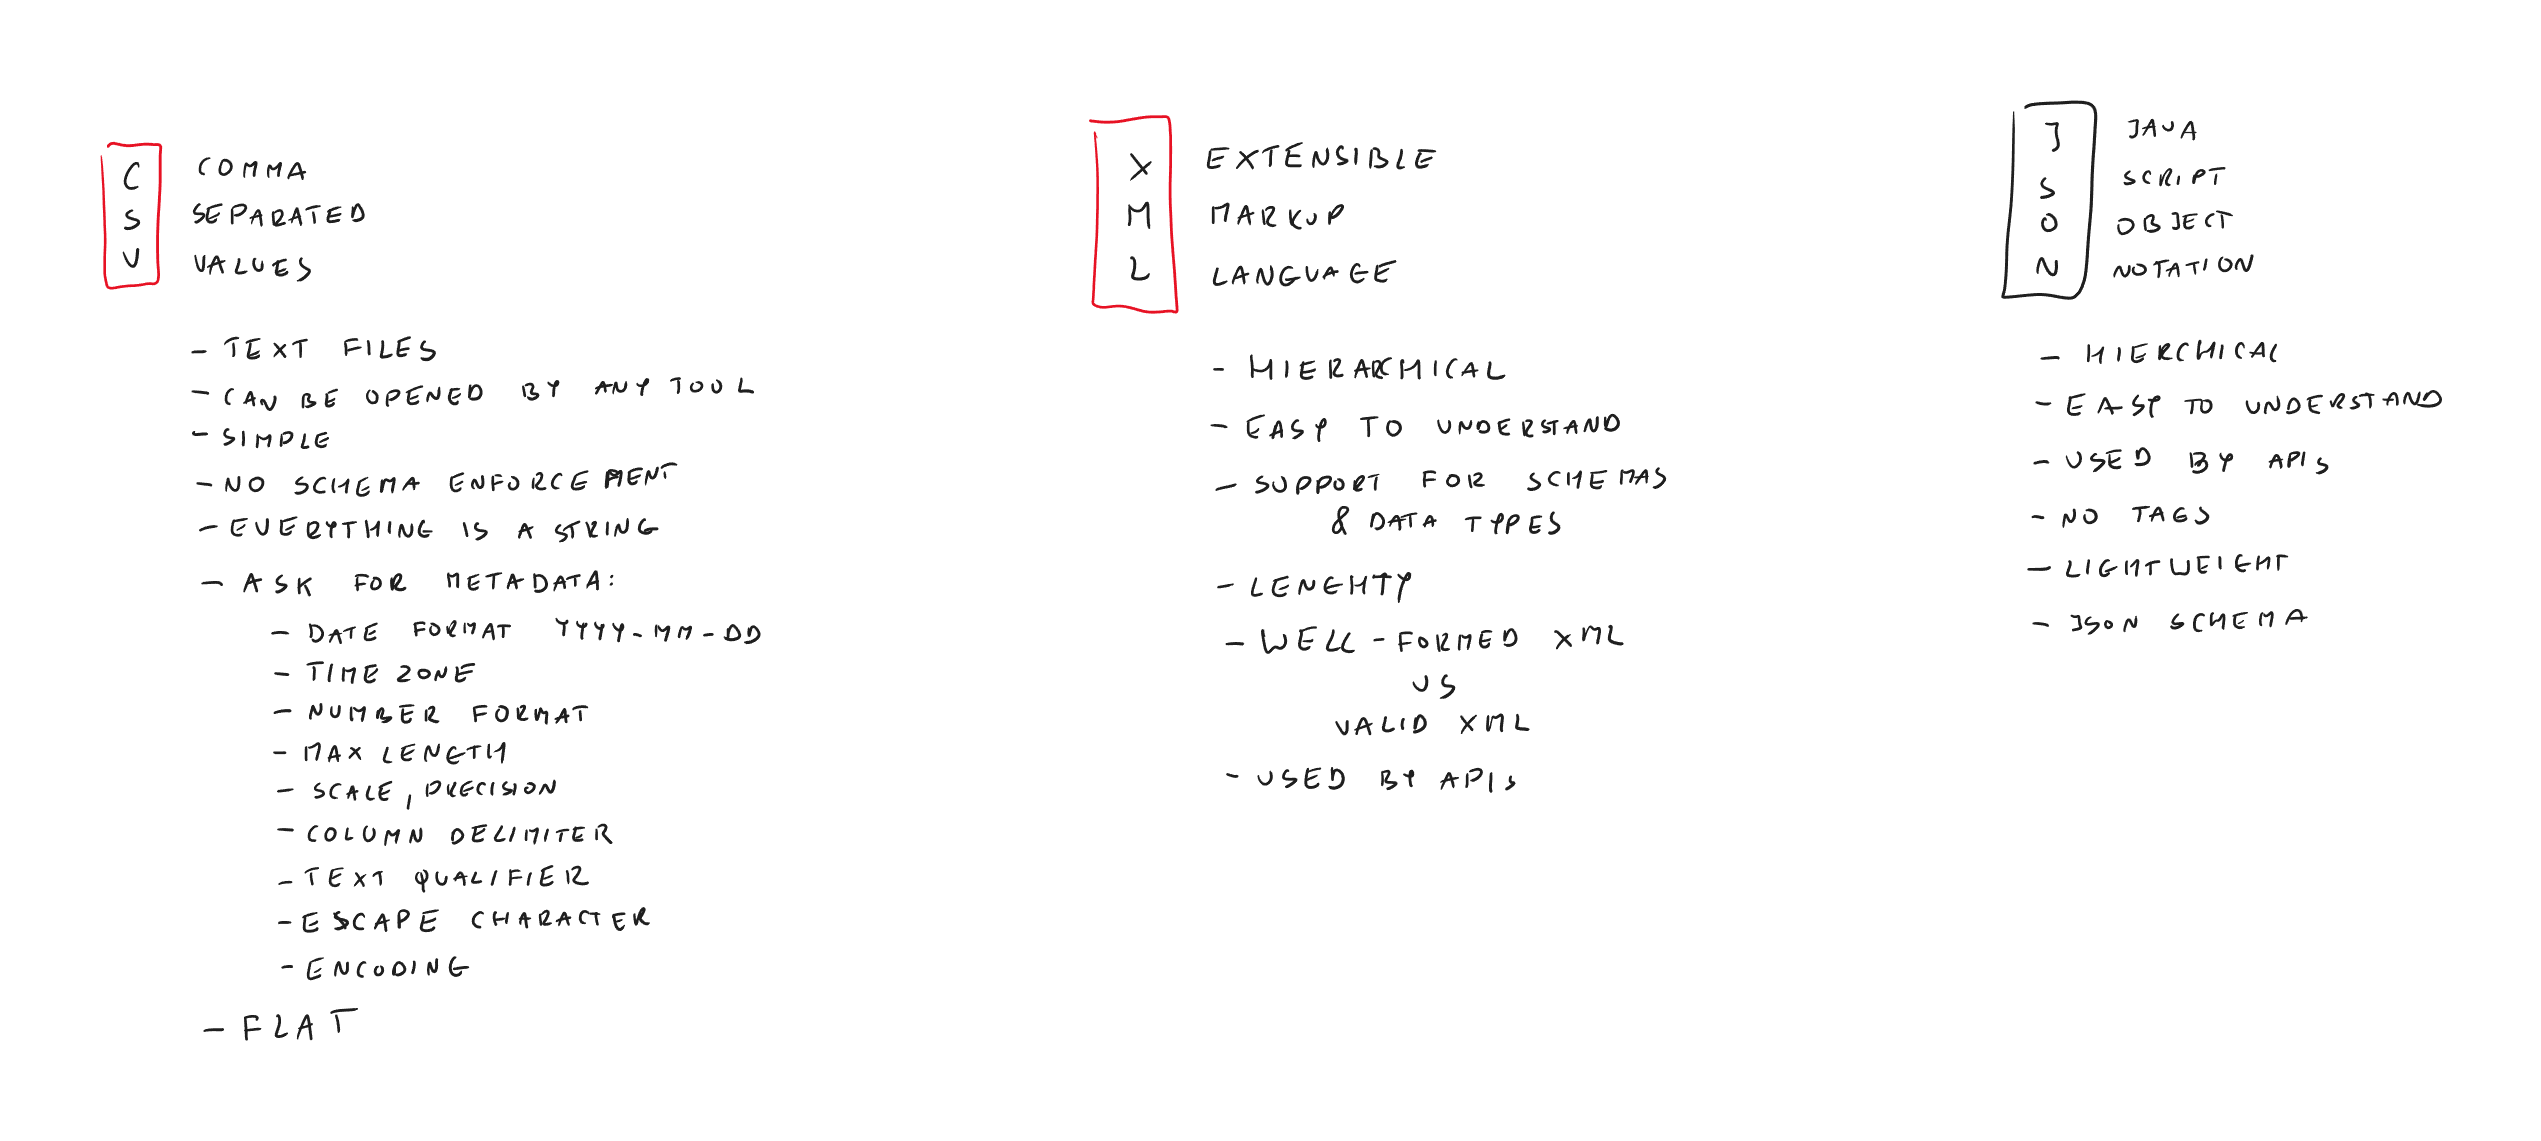 C COMMA
S SEPARATED
V VALUES
- TEXT FILES
- CAN BE OPENED BY ANY TOOL
- SIMPLE
- NO SCHEMA ENFORCEMENT
- EVERYTHING IS A STRING
- ASK FOR METADATA:
- DATE FORMAT YYYY-MM-DD
- TIME ZONE
- NUMBER FORMAT
- MAX LENGTH
- SCALE, PRECISION
- COLUMN DELIMITER
- TEXT QUALIFIER
- ESCAPE CHARACTER
- ENCODING
- FLAT
X EXTENSIBLE
M MARKUP
L LANGUAGE
- HIERARCHICAL
- EASY TO UNDERSTAND
- SUPPORT FOR SCHEMAS
& DATA TYPES
- LENGHTY
- WELL-FORMED XML
VS
VALID XML
- USED BY APIs
J JAVA
S SCRIPT
O OBJECT
N NOTATION
- HIERCHICAL
- EASY TO UNDERSTAND
- USED BY APIs
- NO TAGS
- LIGHTWEIGHT
- JSON SCHEMA